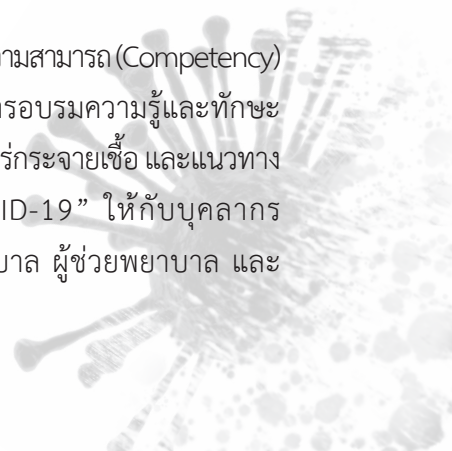 ามสามารถ (Competency)
ารอบรมความรู้และทักษะ
ร่กระจายเชื้อ และแนวทาง
ID-19” ให้กับบุคลากร
บาล ผู้ช่วยพยาบาล และ